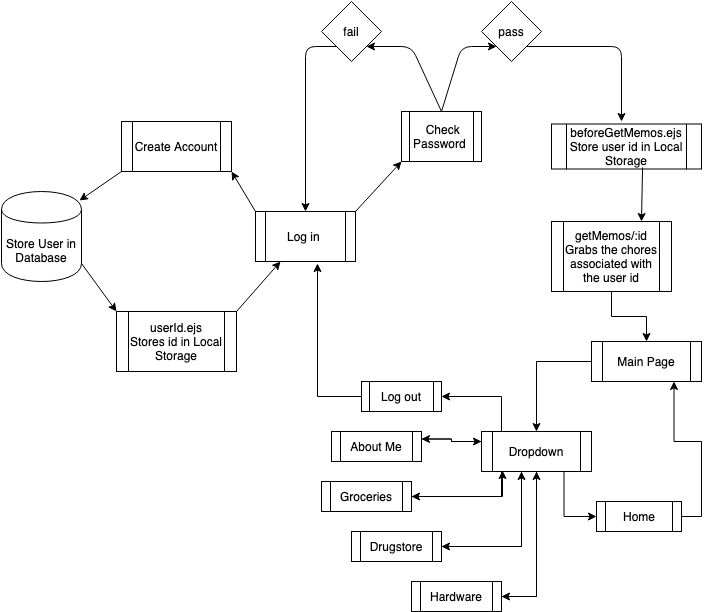 fail
pass
Create Account
Check
Password
beforeGetMemos.ejs
Store user id in Local
Storage
Store User in
Database
Log in
getMemos/:id
Grabs the chores
associated with
the user id
userId.ejs
Stores id in Local
Storage
Main Page
Log out
About Me
Dropdown
Groceries
Home
Drugstore
Hardware